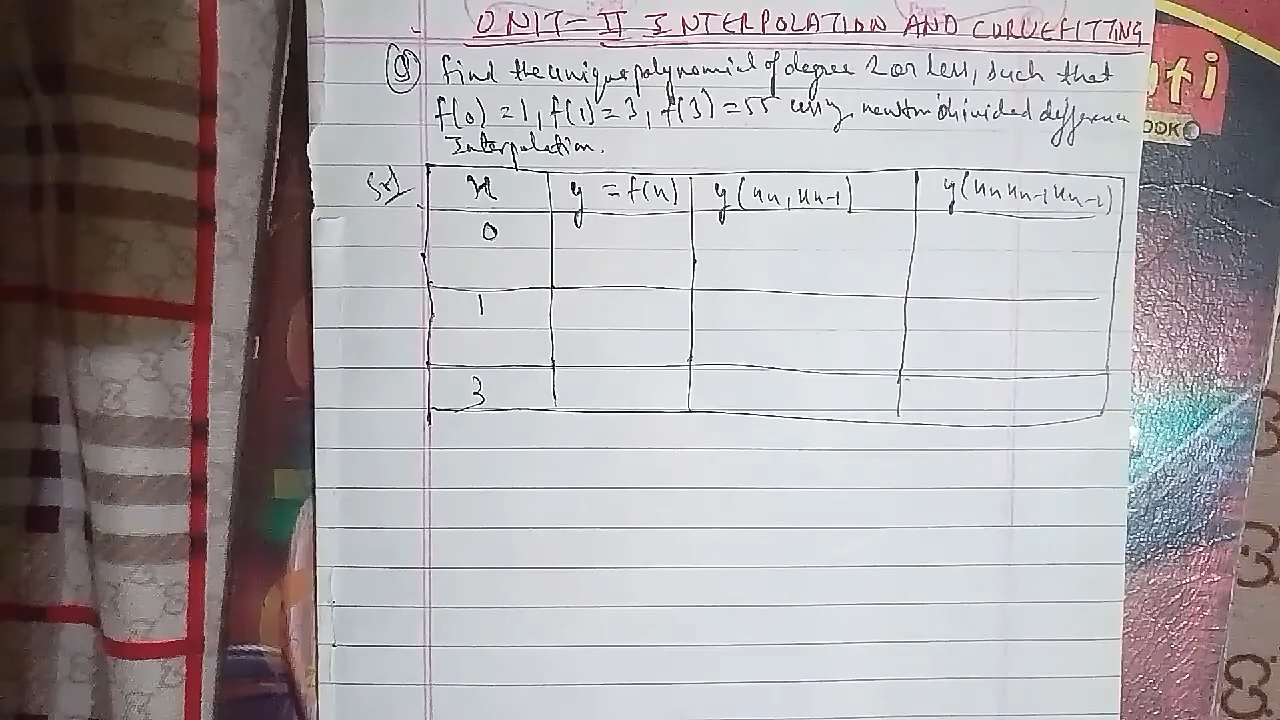 UNIT-II INTERPOLATION AND CURVEFITTING
Q find the unique polynomial of degree 2 or less, such that
f(0)=1, f(1)=3, f(3)=55 using newton divided difference
Interpolation.
Sol x y=f(x) y(xn,xn-1) y(xn xn-1 xn-2)
0
1
3